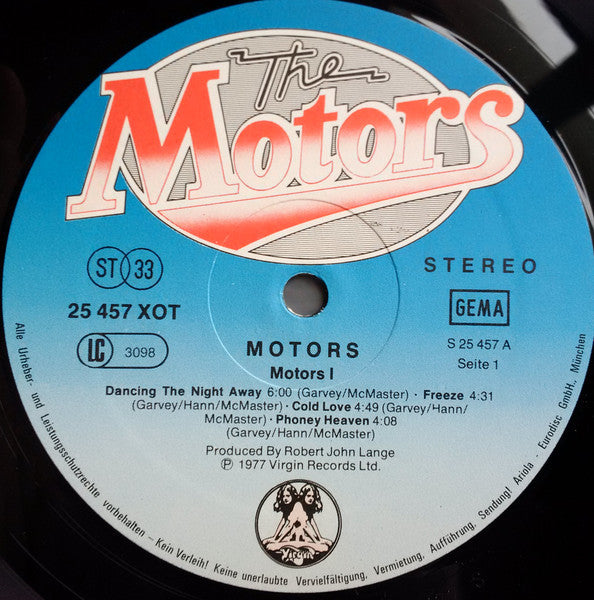 The
Motors
ST 33
STEREO
25 457 XOT
GEMA
LC 3098
S 25 457 A
Seite 1
MOTORS
Motors I
Dancing The Night Away 6:00 (Garvey/McMaster) · Freeze 4:31
(Garvey/Hann/McMaster) · Cold Love 4:49 (Garvey/Hann/
McMaster) · Phoney Heaven 4:08
(Garvey/Hann/McMaster)
Produced By Robert John Lange
Ⓟ 1977 Virgin Records Ltd.
Virgin
Alle Urheber- und Leistungsschutzrechte vorbehalten – Kein Verleih! Keine unerlaubte Vervielfältigung, Vermietung, Aufführung, Sendung! Ariola - Eurodisc GmbH., München